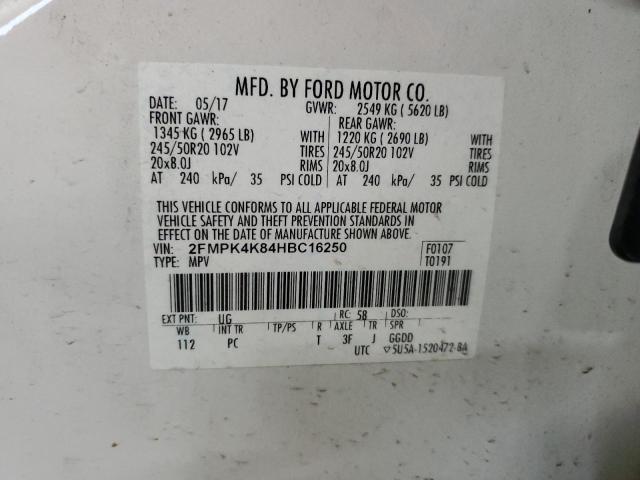 MFD. BY FORD MOTOR CO.
DATE: 05/17 GVWR: 2549 KG ( 5620 LB)
FRONT GAWR: REAR GAWR:
1345 KG ( 2965 LB) WITH 1220 KG ( 2690 LB) WITH
245/50R20 102V TIRES 245/50R20 102V TIRES
20x8.0J RIMS 20x8.0J RIMS
AT 240 kPa/ 35 PSI COLD AT 240 kPa/ 35 PSI COLD
THIS VEHICLE CONFORMS TO ALL APPLICABLE FEDERAL MOTOR
VEHICLE SAFETY AND THEFT PREVENTION STANDARDS IN
EFFECT ON THE DATE OF MANUFACTURE SHOWN ABOVE.
VIN: 2FMPK4K84HBC16250 F0107
TYPE: MPV T0191
EXT PNT: UG RC: 58 DSO:
WB INT TR TP/PS R AXLE TR SPR
112 PC T 3F J GGDD
UTC ▽5U5A-1520472-BA